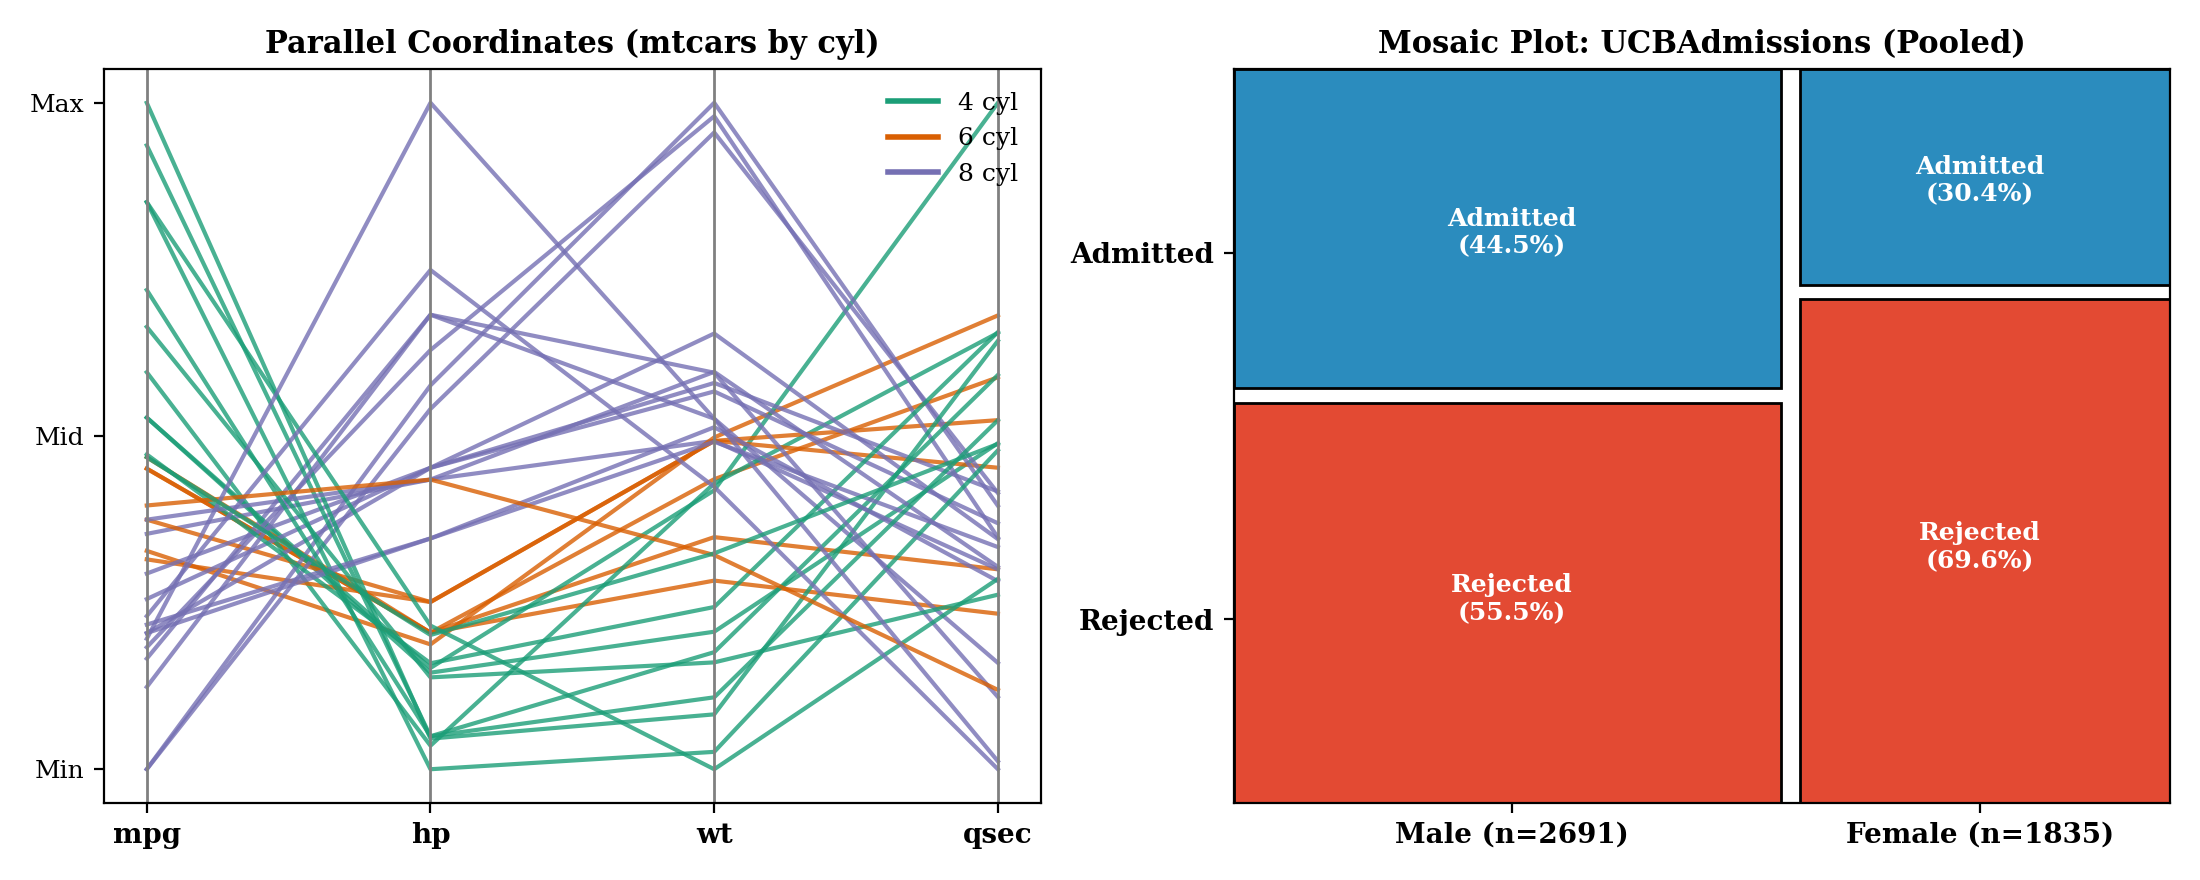 Parallel Coordinates (mtcars by cyl)
Max
Mid
Min
mpg
hp
wt
qsec
4 cyl
6 cyl
8 cyl
Mosaic Plot: UCBAdmissions (Pooled)
Admitted
Rejected
Admitted
(44.5%)
Rejected
(55.5%)
Admitted
(30.4%)
Rejected
(69.6%)
Male (n=2691)
Female (n=1835)